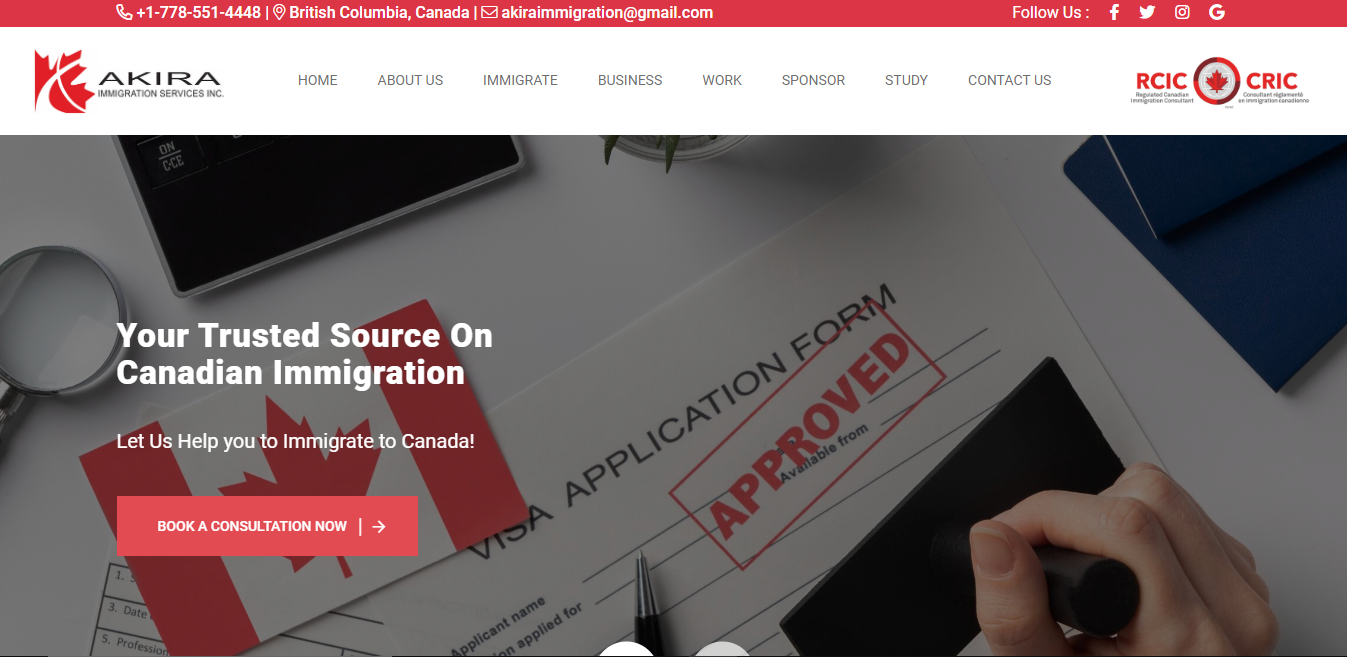 +1-778-551-4448 | British Columbia, Canada | akiraimmigration@gmail.com
Follow Us :
AKIRA
IMMIGRATION SERVICES INC.
HOME ABOUT US IMMIGRATE BUSINESS WORK SPONSOR STUDY CONTACT US
RCIC CRIC
Regulated Canadian
Immigration Consultant
Consultant réglementé
en immigration canadienne
ON
C·CE
Your Trusted Source On
Canadian Immigration
Let Us Help you to Immigrate to Canada!
BOOK A CONSULTATION NOW | →
VISA APPLICATION FORM
APPROVED
Available from
1. S
3. Date
5. Profession
Applicant name
on applied for